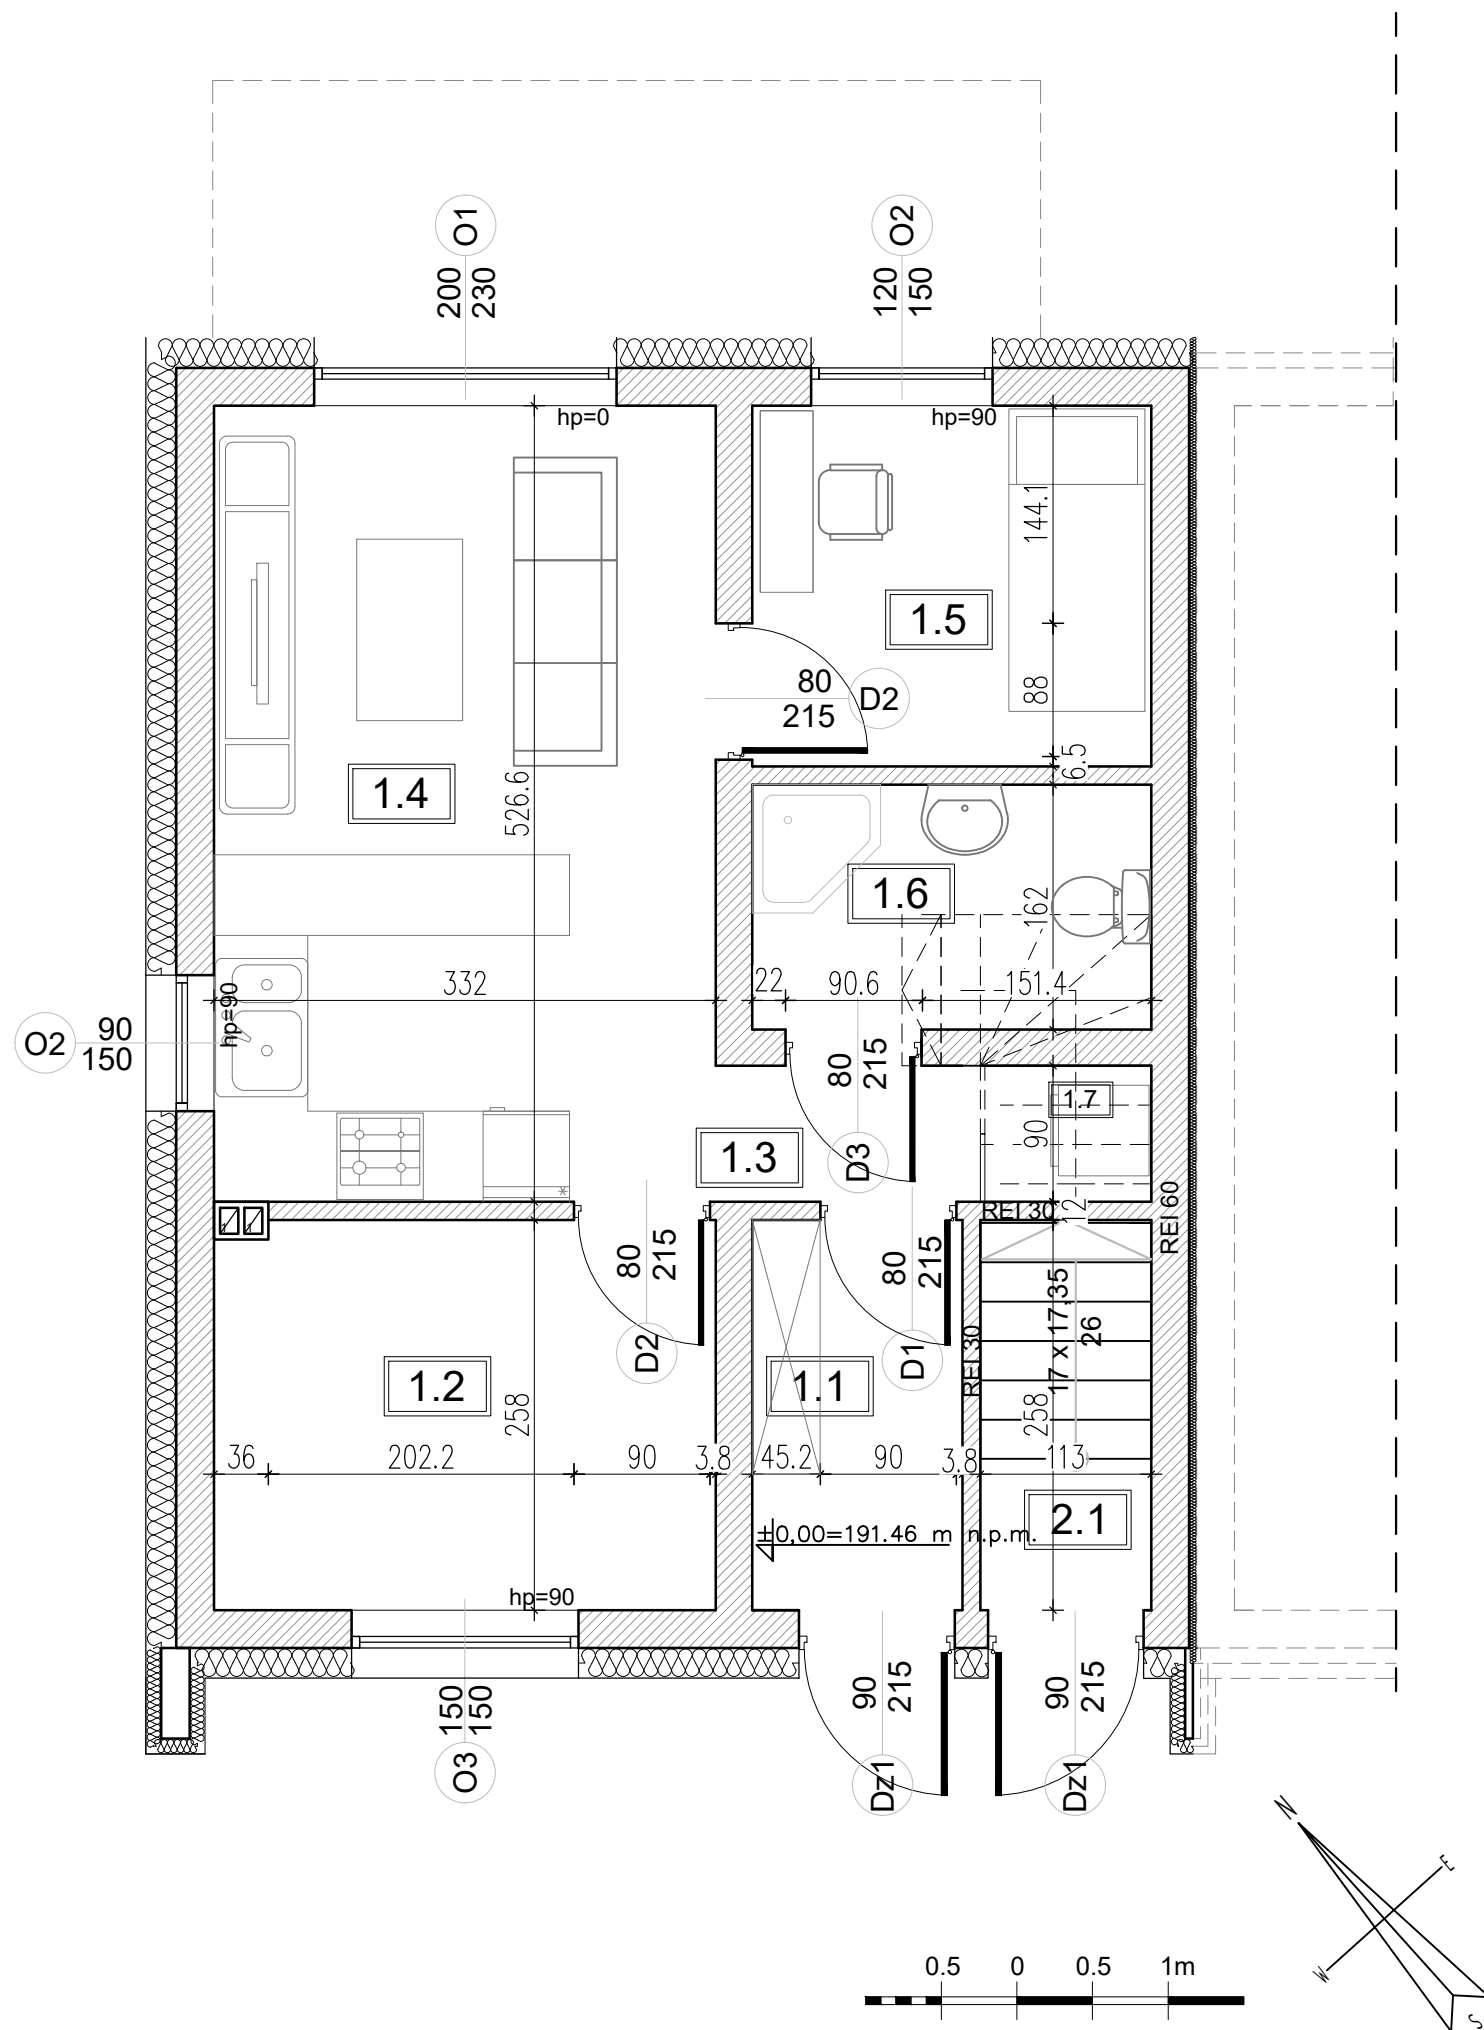 O1
200
230
O2
120
150
hp=0
hp=90
144.1
1.5
80
215
D2
88
6.5
1.4
526.6
1.6
162
332
22
90.6
151.4
hp=90
O2
90
150
80
215
D3
1.7
90
1.3
12
REI 30
REI 60
80
215
D2
80
215
D1
REI 30
17 x 17,35
26
1.2
1.1
258
258
36
202.2
90
3.8
45.2
90
3.8
113
2.1
±0,00=191.46 m n.p.m.
hp=90
150
150
O3
90
215
Dz1
90
215
Dz1
N
E
W
S
0.5
0
0.5
1m